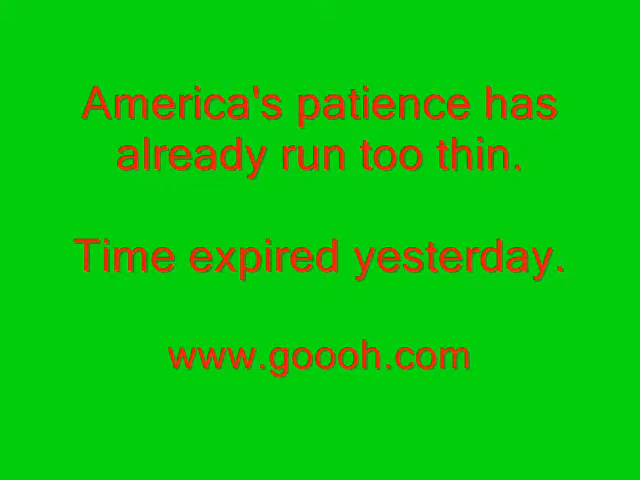 America's patience has
already run too thin.
Time expired yesterday.
www.goooh.com